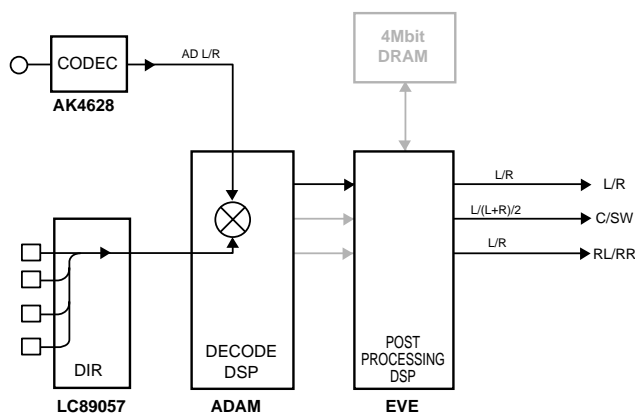 CODEC
AD L/R
AK4628
4Mbit
DRAM
L/R
L/R
L/(L+R)/2
C/SW
L/R
L/R
RL/RR
DIR
DECODE
DSP
POST
PROCESSING
DSP
LC89057
ADAM
EVE